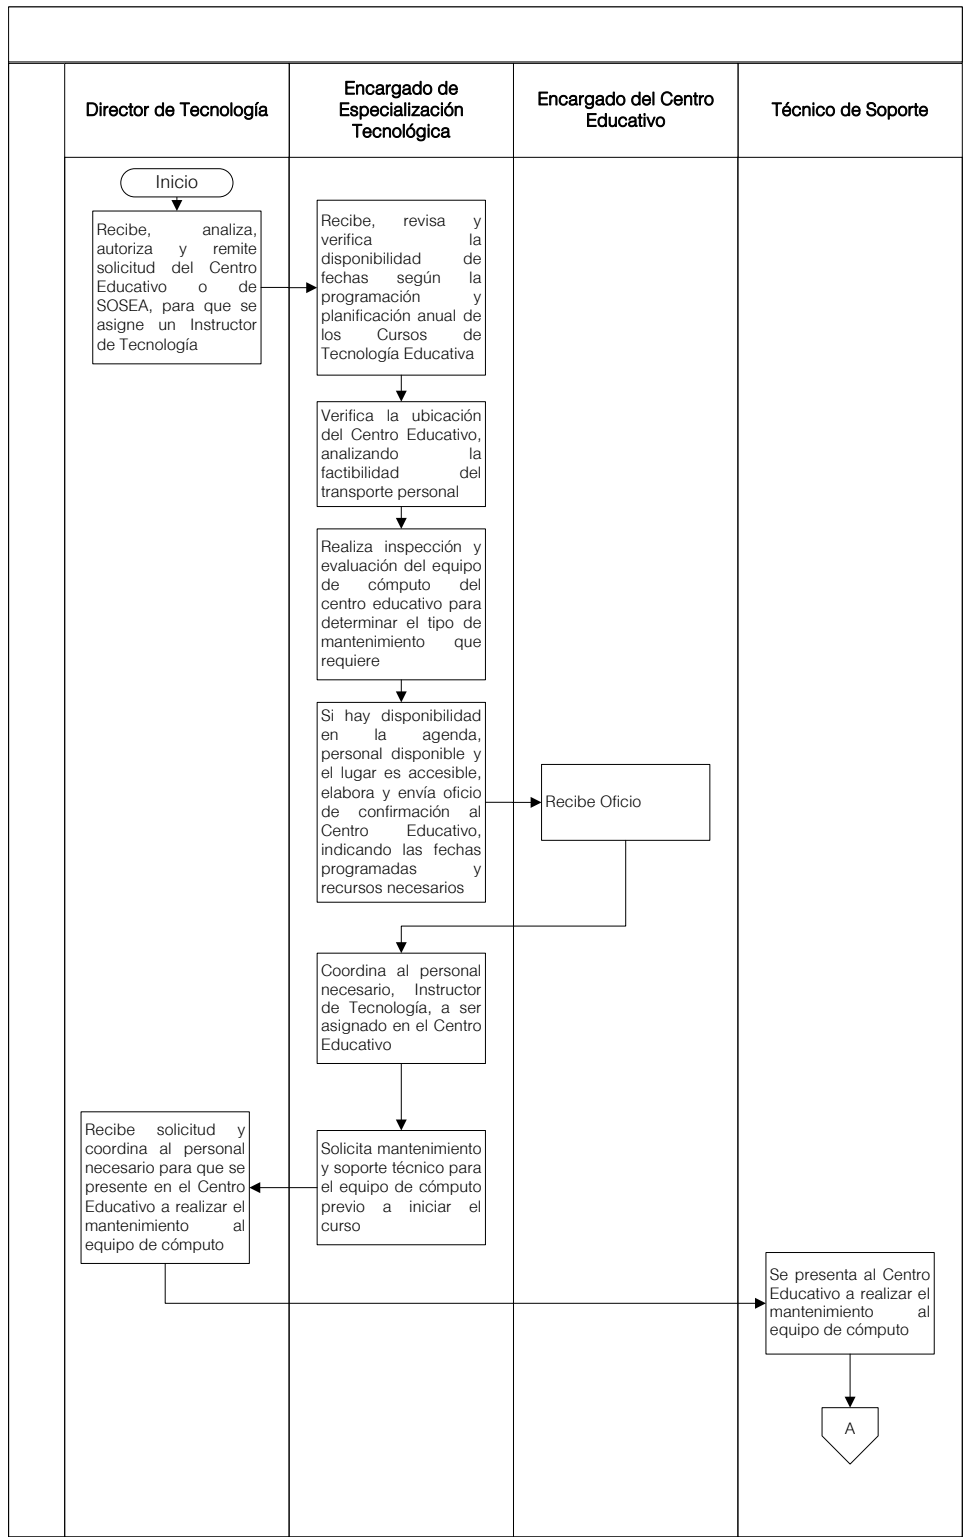 Director de Tecnología
Encargado de
Especialización
Tecnológica
Encargado del Centro
Educativo
Técnico de Soporte
Inicio
Recibe, analiza,
autoriza y remite
solicitud del Centro
Educativo o de
SOSEA, para que se
asigne un Instructor
de Tecnología
Recibe, revisa y
verifica la
disponibilidad de
fechas según la
programación y
planificación anual de
los Cursos de
Tecnología Educativa
Verifica la ubicación
del Centro Educativo,
analizando la
factibilidad del
transporte personal
Realiza inspección y
evaluación del equipo
de cómputo del
centro educativo para
determinar el tipo de
mantenimiento que
requiere
Si hay disponibilidad
en la agenda,
personal disponible y
el lugar es accesible,
elabora y envía oficio
de confirmación al
Centro Educativo,
indicando las fechas
programadas y
recursos necesarios
Recibe Oficio
Coordina al personal
necesario, Instructor
de Tecnología, a ser
asignado en el Centro
Educativo
Solicita mantenimiento
y soporte técnico para
el equipo de cómputo
previo a iniciar el
curso
Recibe solicitud y
coordina al personal
necesario para que se
presente en el Centro
Educativo a realizar el
mantenimiento al
equipo de cómputo
Se presenta al Centro
Educativo a realizar el
mantenimiento al
equipo de cómputo
A